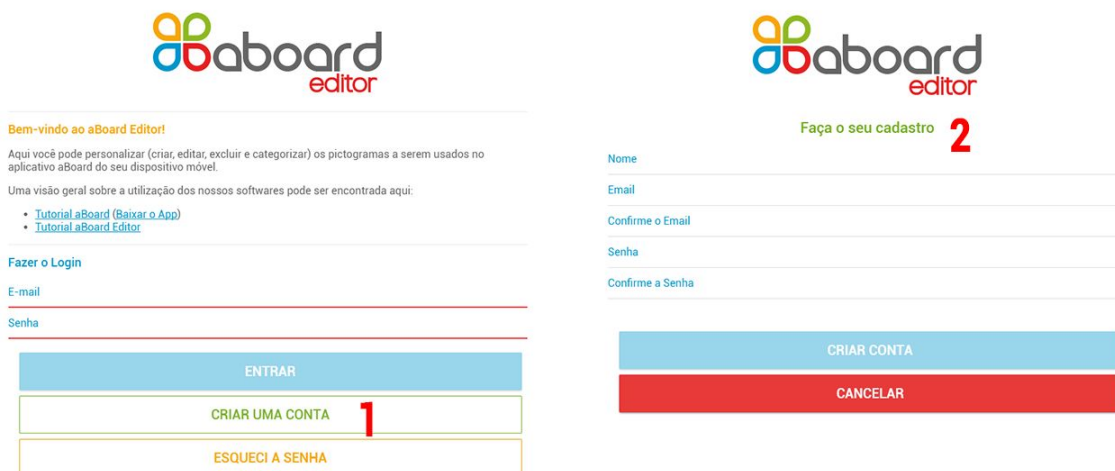 aboard
editor
Bem-vindo ao aBoard Editor!
Aqui você pode personalizar (criar, editar, excluir e categorizar) os pictogramas a serem usados no
aplicativo aBoard do seu dispositivo móvel.
Uma visão geral sobre a utilização dos nossos softwares pode ser encontrada aqui:
Tutorial aBoard (Baixar o App)
Tutorial aBoard Editor
Fazer o Login
E-mail
Senha
ENTRAR
CRIAR UMA CONTA 1
ESQUECI A SENHA
aboard
editor
Faça o seu cadastro 2
Nome
Email
Confirme o Email
Senha
Confirme a Senha
CRIAR CONTA
CANCELAR